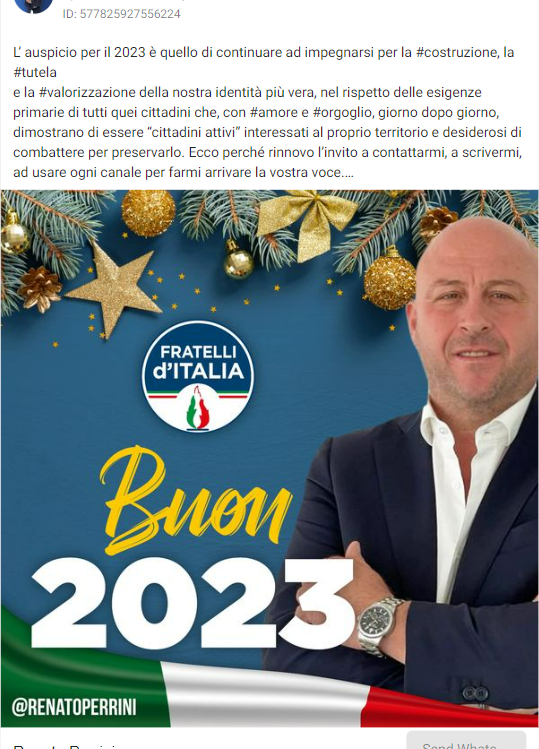 ID: 577825927556224
L' auspicio per il 2023 è quello di continuare ad impegnarsi per la #costruzione, la
#tutela
e la #valorizzazione della nostra identità più vera, nel rispetto delle esigenze
primarie di tutti quei cittadini che, con #amore e #orgoglio, giorno dopo giorno,
dimostrano di essere “cittadini attivi” interessati al proprio territorio e desiderosi di
combattere per preservarlo. Ecco perché rinnovo l’invito a contattarmi, a scrivermi,
ad usare ogni canale per farmi arrivare la vostra voce....
FRATELLI
d'ITALIA
Buon
2023
@RENATOPERRINI